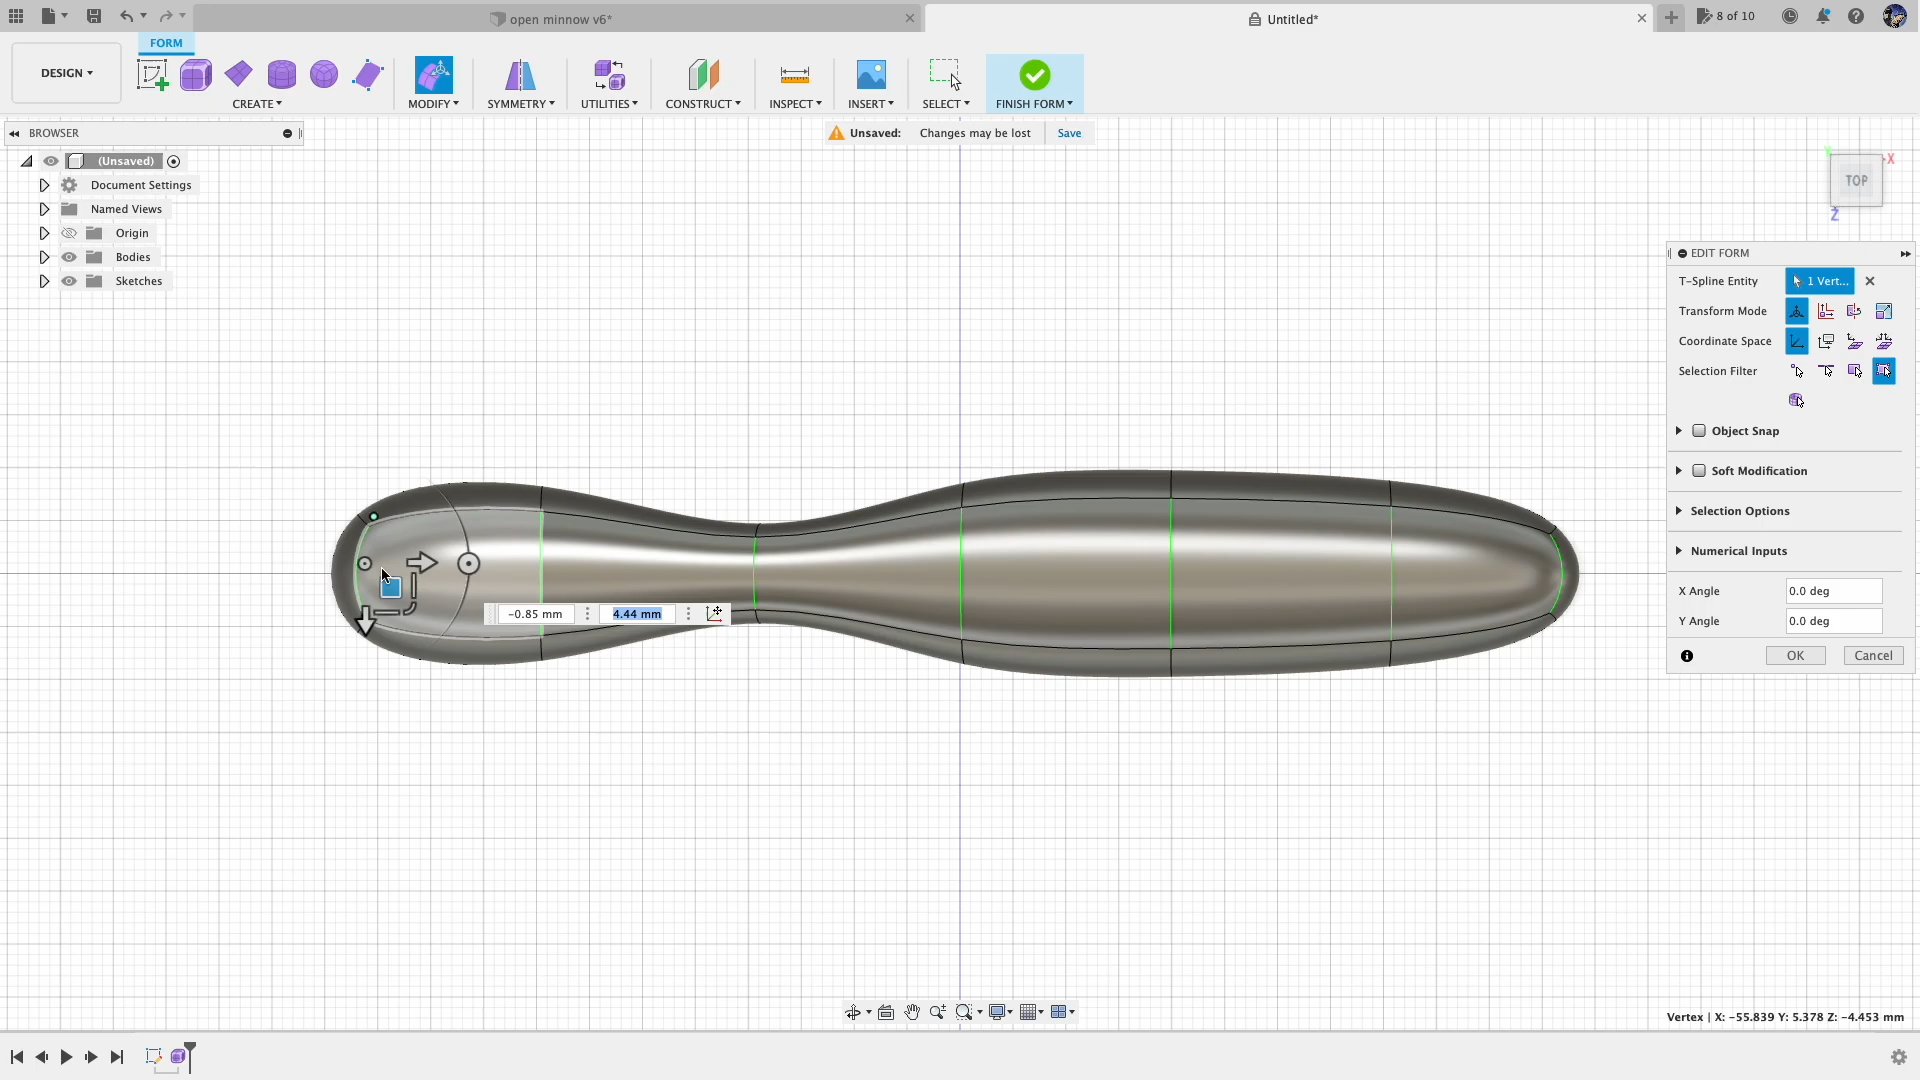 open minnow v6*
Untitled*
8 of 10
FORM
DESIGN
CREATE
MODIFY
SYMMETRY
UTILITIES
CONSTRUCT
INSPECT
INSERT
SELECT
FINISH FORM
BROWSER
Unsaved: Changes may be lost Save
(Unsaved)
Document Settings
Named Views
Origin
Bodies
Sketches
X
TOP
Z
EDIT FORM
T-Spline Entity 1 Vert...
Transform Mode
Coordinate Space
Selection Filter
Object Snap
Soft Modification
Selection Options
Numerical Inputs
X Angle 0.0 deg
Y Angle 0.0 deg
OK Cancel
-0.85 mm 4.44 mm
Vertex | X: -55.839 Y: 5.378 Z: -4.453 mm